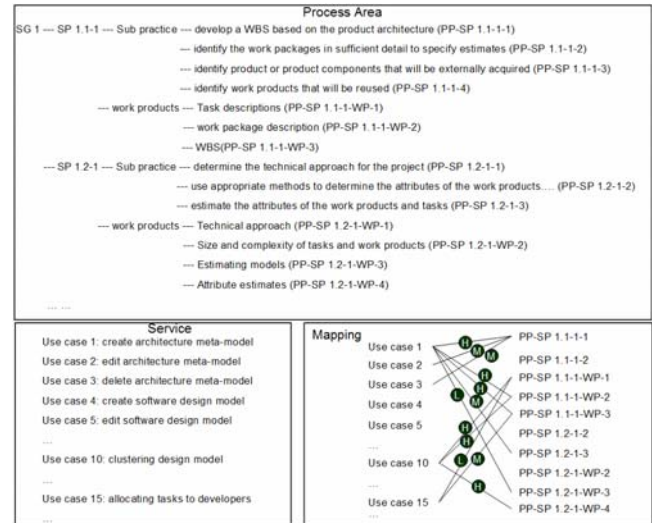 Process Area
SG 1 --- SP 1.1-1 --- Sub practice --- develop a WBS based on the product architecture (PP-SP 1.1-1-1)
--- identify the work packages in sufficient detail to specify estimates (PP-SP 1.1-1-2)
--- identify product or product components that will be externally acquired (PP-SP 1.1-1-3)
--- identify work products that will be reused (PP-SP 1.1-1-4)
--- work products --- Task descriptions (PP-SP 1.1-1-WP-1)
--- work package description (PP-SP 1.1-1-WP-2)
--- WBS(PP-SP 1.1-1-WP-3)
--- SP 1.2-1 --- Sub practice --- determine the technical approach for the project (PP-SP 1.2-1-1)
--- use appropriate methods to determine the attributes of the work products.... (PP-SP 1.2-1-2)
--- estimate the attributes of the work products and tasks (PP-SP 1.2-1-3)
--- work products --- Technical approach (PP-SP 1.2-1-WP-1)
--- Size and complexity of tasks and work products (PP-SP 1.2-1-WP-2)
--- Estimating models (PP-SP 1.2-1-WP-3)
--- Attribute estimates (PP-SP 1.2-1-WP-4)
... ...
Service
Use case 1: create architecture meta-model
Use case 2: edit architecture meta-model
Use case 3: delete architecture meta-model
Use case 4: create software design model
Use case 5: edit software design model
...
Use case 10: clustering design model
...
Use case 15: allocating tasks to developers
...
Mapping
Use case 1
Use case 2
Use case 3
Use case 4
Use case 5
...
Use case 10
...
Use case 15
...
H
M
M
H
H
L
M
H
H
L
M
H
PP-SP 1.1-1-1
PP-SP 1.1-1-2
PP-SP 1.1-1-WP-1
PP-SP 1.1-1-WP-2
PP-SP 1.1-1-WP-3
PP-SP 1.2-1-2
PP-SP 1.2-1-3
PP-SP 1.2-1-WP-2
PP-SP 1.2-1-WP-3
PP-SP 1.2-1-WP-4